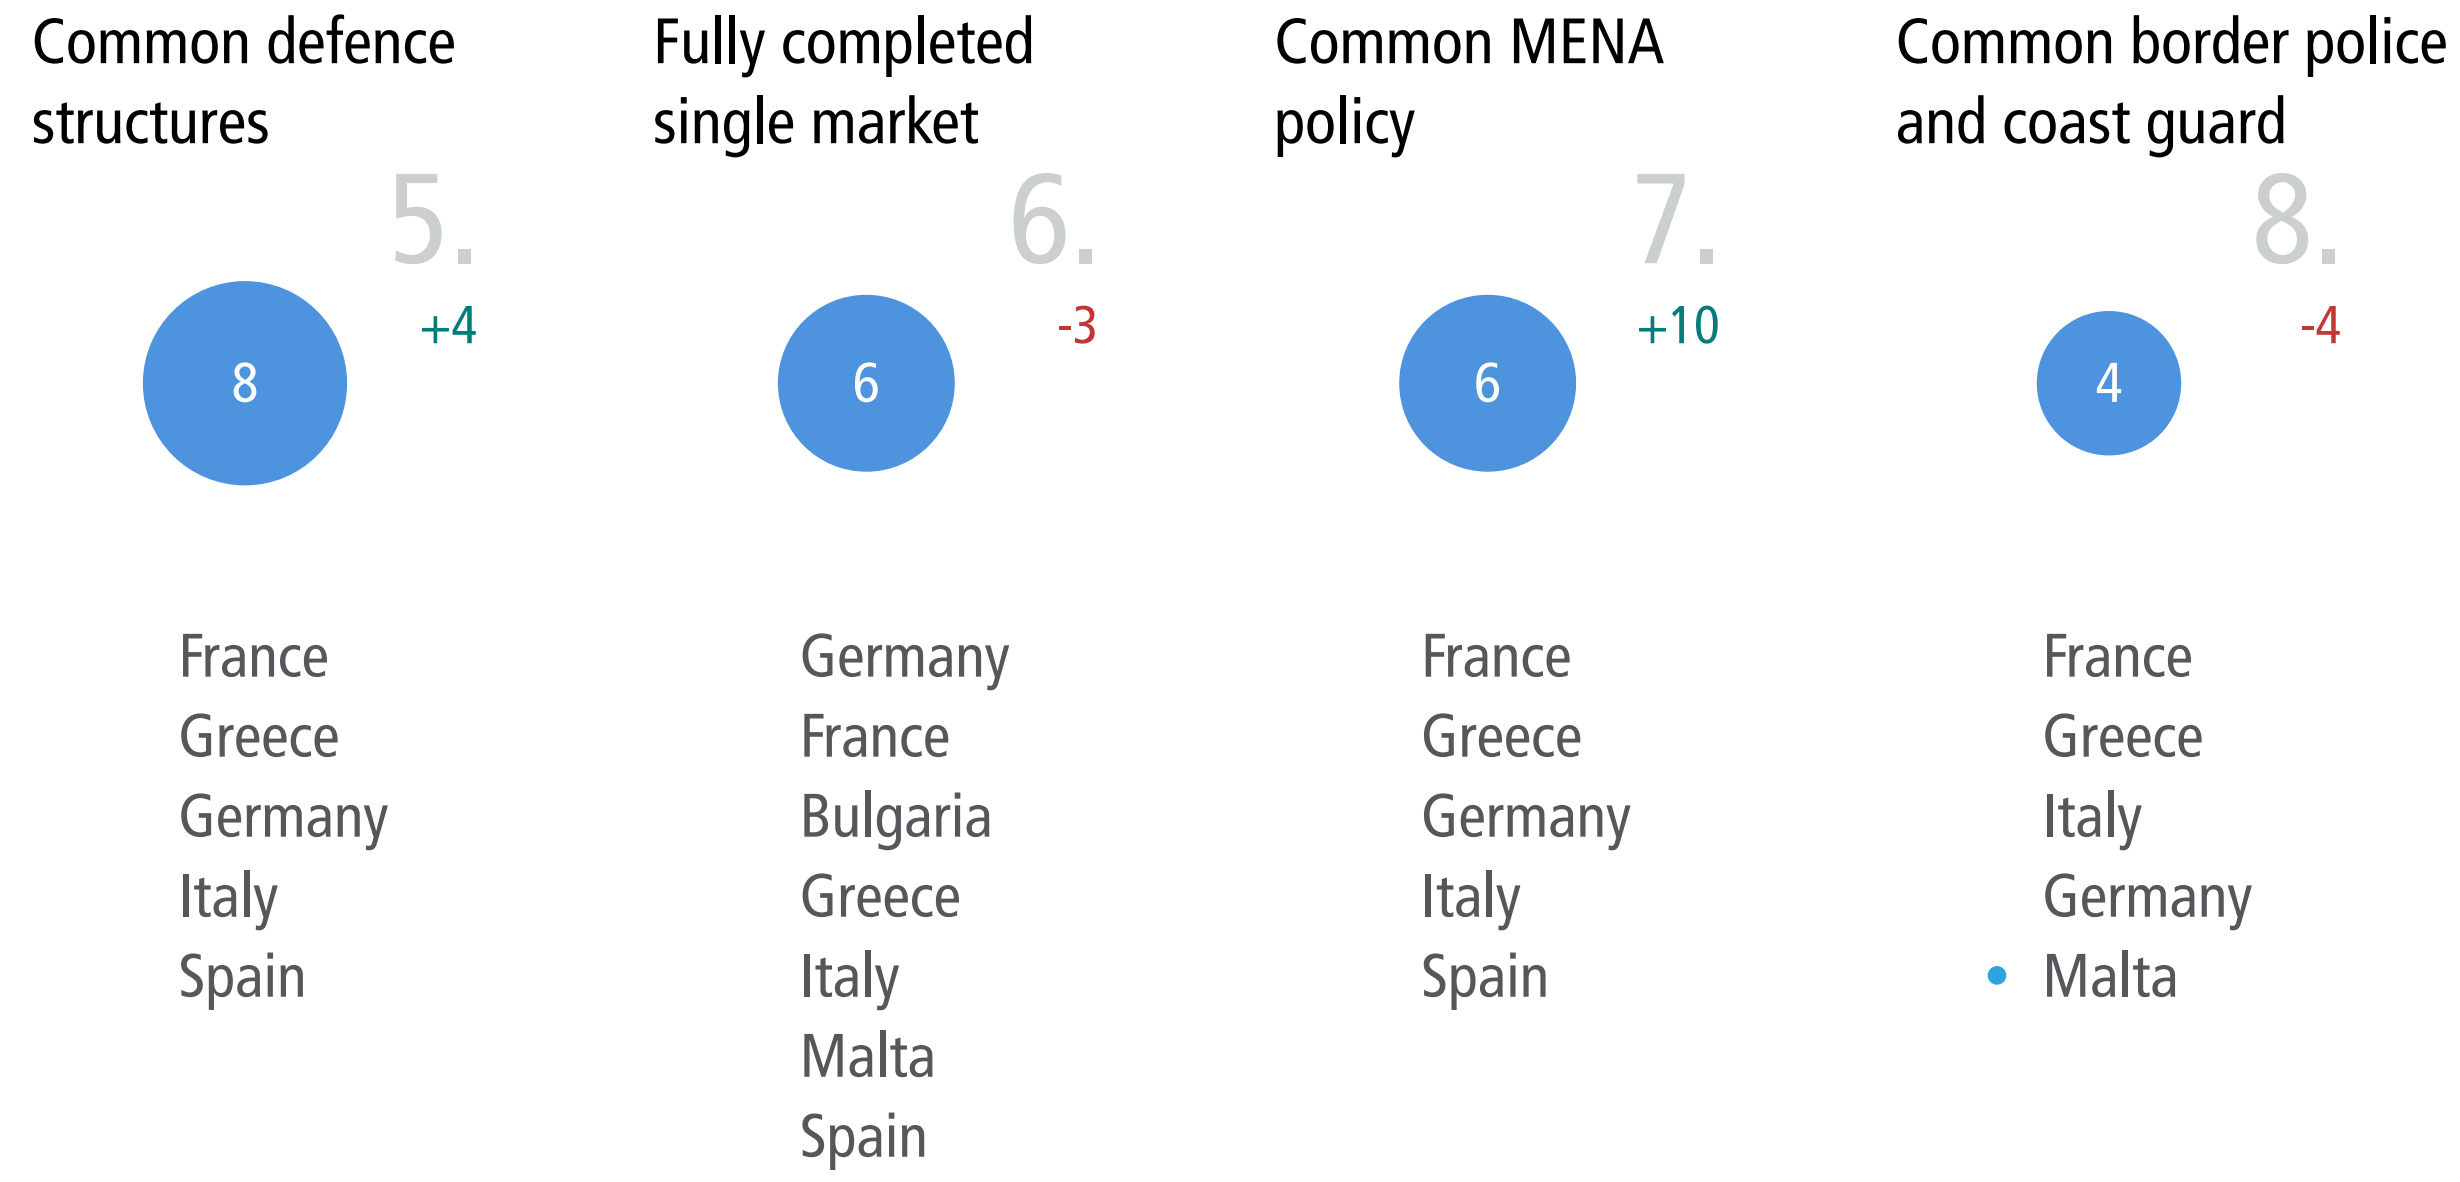 Common defence
structures
5.
+4
8
France
Greece
Germany
Italy
Spain
Fully completed
single market
6.
-3
6
Germany
France
Bulgaria
Greece
Italy
Malta
Spain
Common MENA
policy
7.
+10
6
France
Greece
Germany
Italy
Spain
Common border police
and coast guard
8.
-4
4
France
Greece
Italy
Germany
Malta